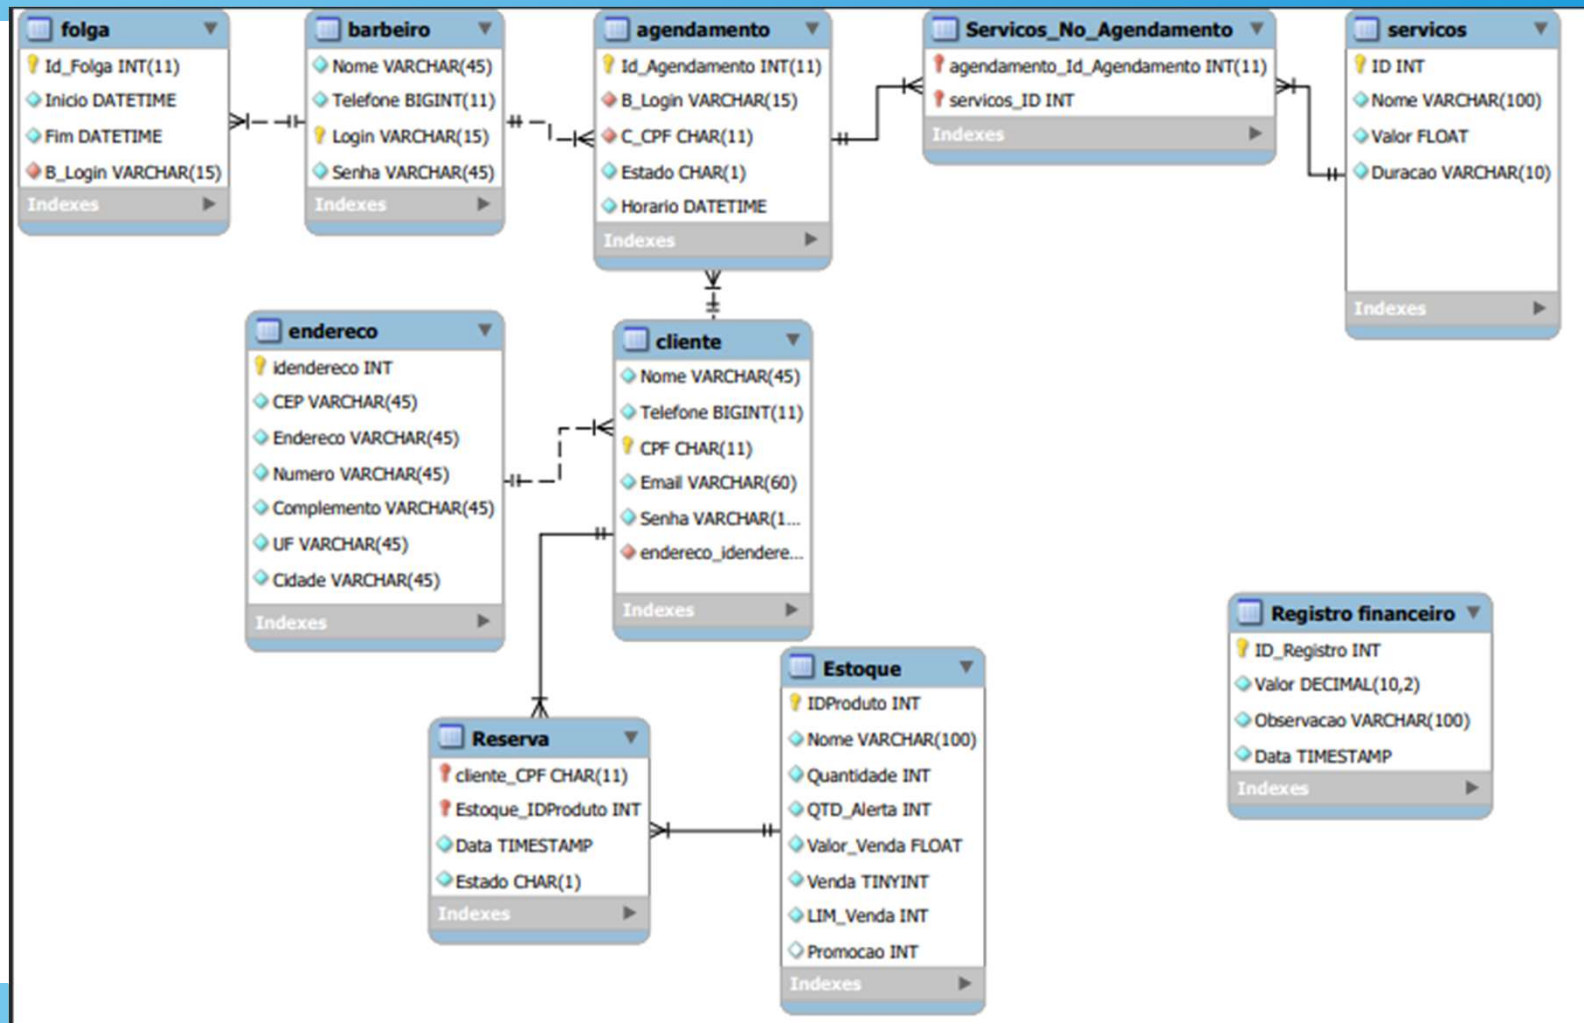 folga
Id_Folga INT(11)
Inicio DATETIME
Fim DATETIME
B_Login VARCHAR(15)
Indexes
barbeiro
Nome VARCHAR(45)
Telefone BIGINT(11)
Login VARCHAR(15)
Senha VARCHAR(45)
Indexes
agendamento
Id_Agendamento INT(11)
B_Login VARCHAR(15)
C_CPF CHAR(11)
Estado CHAR(1)
Horario DATETIME
Indexes
Servicos_No_Agendamento
agendamento_Id_Agendamento INT(11)
servicos_ID INT
Indexes
servicos
ID INT
Nome VARCHAR(100)
Valor FLOAT
Duracao VARCHAR(10)
Indexes
endereco
idendereco INT
CEP VARCHAR(45)
Endereco VARCHAR(45)
Numero VARCHAR(45)
Complemento VARCHAR(45)
UF VARCHAR(45)
Cidade VARCHAR(45)
Indexes
cliente
Nome VARCHAR(45)
Telefone BIGINT(11)
CPF CHAR(11)
Email VARCHAR(60)
Senha VARCHAR(1...
endereco_idendere...
Indexes
Reserva
cliente_CPF CHAR(11)
Estoque_IDProduto INT
Data TIMESTAMP
Estado CHAR(1)
Indexes
Estoque
IDProduto INT
Nome VARCHAR(100)
Quantidade INT
QTD_Alerta INT
Valor_Venda FLOAT
Venda TINYINT
LIM_Venda INT
Promocao INT
Indexes
Registro financeiro
ID_Registro INT
Valor DECIMAL(10,2)
Observacao VARCHAR(100)
Data TIMESTAMP
Indexes